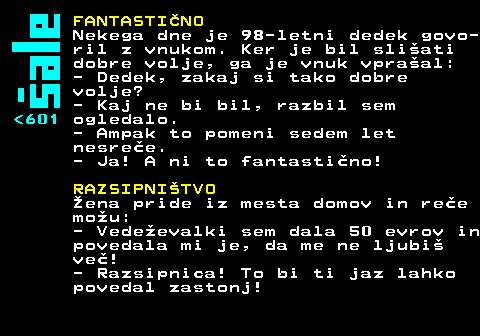 Šale
<601
FANTASTIČNO
Nekega dne je 98-letni dedek govo-
ril z vnukom. Ker je bil slišati
dobre volje, ga je vnuk vprašal:
- Dedek, zakaj si tako dobre
volje?
- Kaj ne bi bil, razbil sem
ogledalo.
- Ampak to pomeni sedem let
nesreče.
- Ja! A ni to fantastično!
RAZSIPNIŠTVO
Žena pride iz mesta domov in reče
možu:
- Vedeževalki sem dala 50 evrov in
povedala mi je, da me ne ljubiš
več!
- Razsipnica! To bi ti jaz lahko
povedal zastonj!